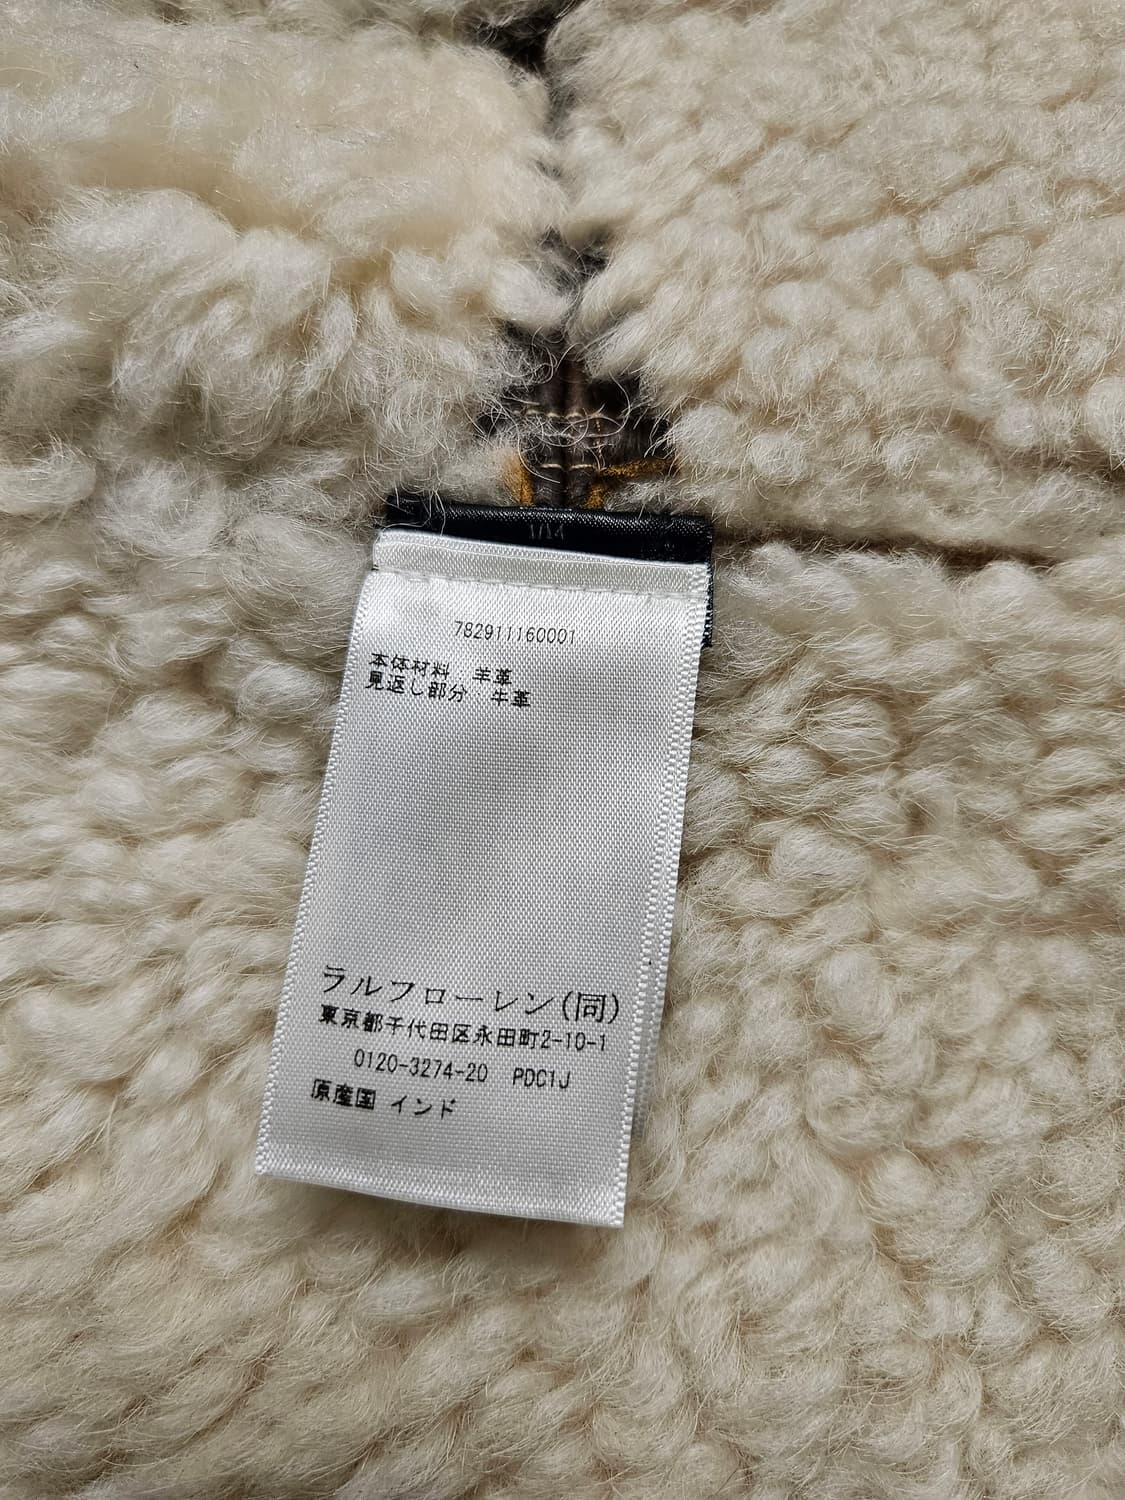 782911160001
本体材料 羊革
見返し部分 牛革
ラルフローレン(同)
東京都千代田区永田町2-10-1
0120-3274-20 PDC1J
原産国 インド